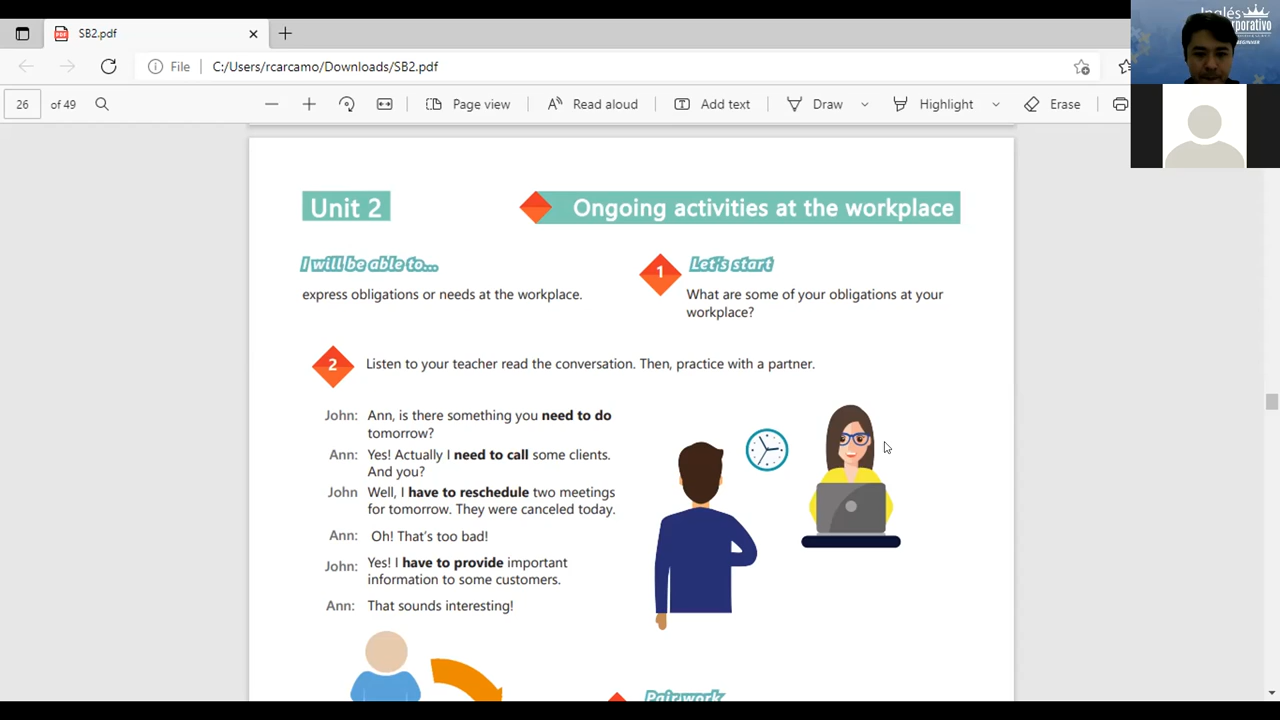 SB2.pdf
File
C:/Users/rcarcamo/Downloads/SB2.pdf
26
of 49
Page view
Read aloud
Add text
Draw
Highlight
Erase
Inglés
Corporativo
BEGINNER
Unit 2
Ongoing activities at the workplace
I will be able to...
express obligations or needs at the workplace.
1
Let's start
What are some of your obligations at your
workplace?
2
Listen to your teacher read the conversation. Then, practice with a partner.
John: Ann, is there something you need to do
tomorrow?
Ann: Yes! Actually I need to call some clients.
And you?
John Well, I have to reschedule two meetings
for tomorrow. They were canceled today.
Ann: Oh! That's too bad!
John: Yes! I have to provide important
information to some customers.
Ann: That sounds interesting!
Pair work